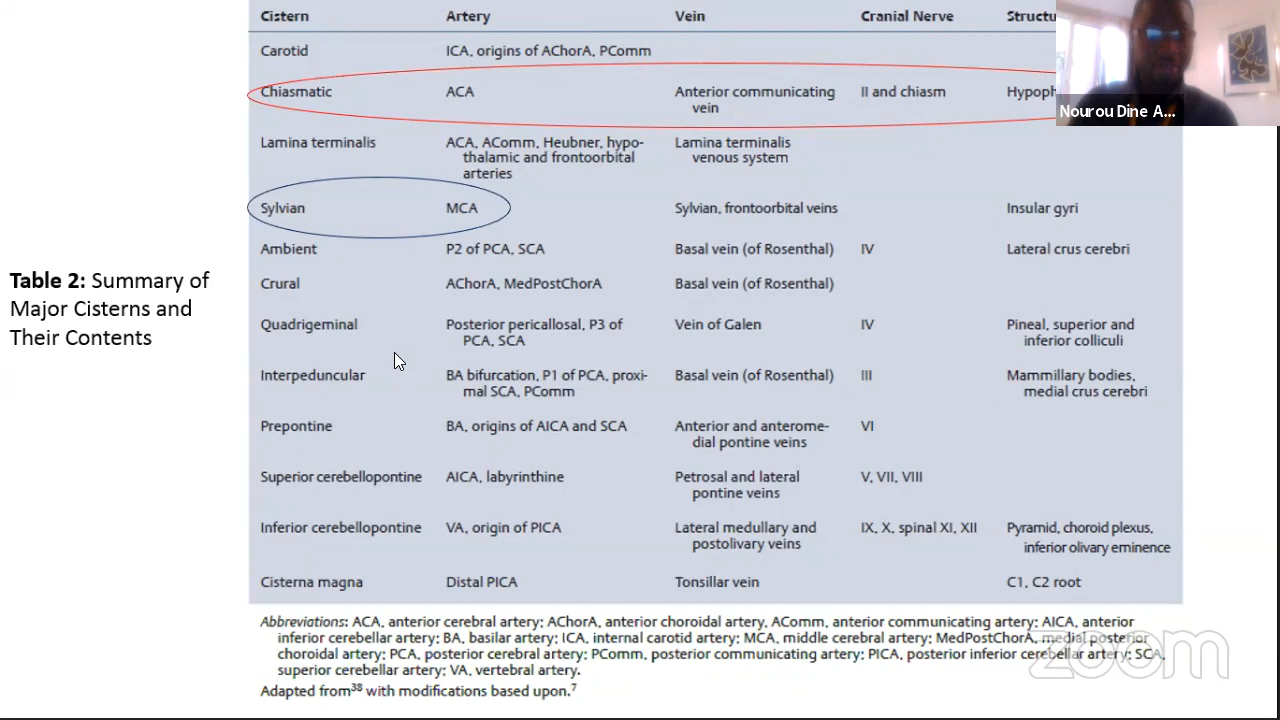 Cistern Artery Vein Cranial Nerve
Carotid ICA, origins of AChorA, PComm
Chiasmatic ACA Anterior communicating II and chiasm
vein
Nourou Dine A...
Lamina terminalis ACA, AComm, Heubner, hypo- Lamina terminalis
thalamic and frontoorbital venous system
arteries
Sylvian MCA Sylvian, frontoorbital veins Insular gyri
Ambient P2 of PCA, SCA Basal vein (of Rosenthal) IV Lateral crus cerebri
Table 2: Summary of
Major Cisterns and
Their Contents
Crural AChorA, MedPostChorA Basal vein (of Rosenthal)
Quadrigeminal Posterior pericallosal, P3 of Vein of Galen IV Pineal, superior and
PCA, SCA inferior colliculi
Interpeduncular BA bifurcation, P1 of PCA, proxi- Basal vein (of Rosenthal) III Mammillary bodies,
mal SCA, PComm medial crus cerebri
Prepontine BA, origins of AICA and SCA Anterior and anterome- VI
dial pontine veins
Superior cerebellopontine AICA, labyrinthine Petrosal and lateral V, VII, VIII
pontine veins
Inferior cerebellopontine VA, origin of PICA Lateral medullary and IX, X, spinal XI, XII Pyramid, choroid plexus,
postolivary veins inferior olivary eminence
Cisterna magna Distal PICA Tonsillar vein C1, C2 root
Abbreviations: ACA, anterior cerebral artery; AChorA, anterior choroidal artery, AComm, anterior communicating artery; AICA, anterior
inferior cerebellar artery; BA, basilar artery; ICA, internal carotid artery; MCA, middle cerebral artery; MedPostChorA, medial posterior
choroidal artery; PCA, posterior cerebral artery; PComm, posterior communicating artery; PICA, posterior inferior cerebellar artery; SCA,
superior cerebellar artery; VA, vertebral artery.
Adapted from38 with modifications based upon.7
zoom